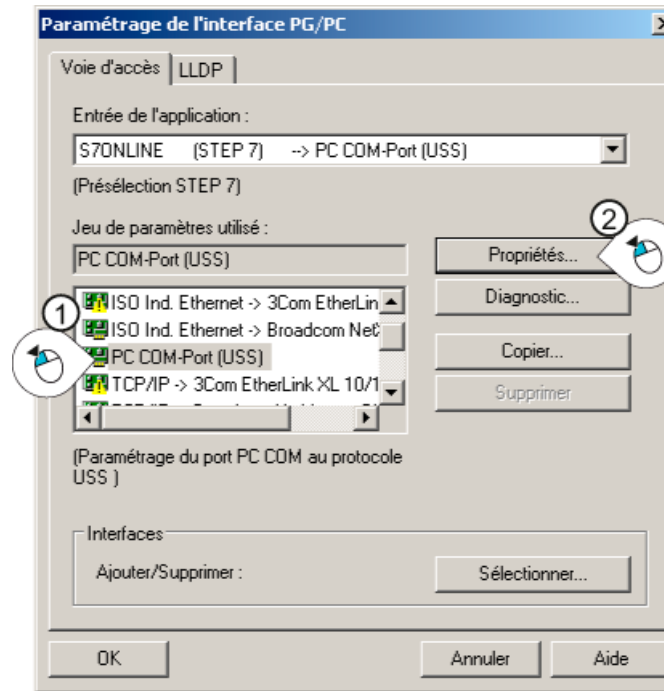 Paramétrage de l'interface PG/PC
Voie d'accès
LLDP
Entrée de l'application :
S7ONLINE (STEP 7) --> PC COM-Port (USS)
(Présélection STEP 7)
Jeu de paramètres utilisé :
PC COM-Port (USS)
2
Propriétés...
1
ISO Ind. Ethernet -> 3Com EtherLin
Diagnostic...
ISO Ind. Ethernet -> Broadcom
PC COM-Port (USS)
Copier...
TCP/IP -> 3Com EtherLink XL 10/1
Supprimer
(Paramétrage du port PC COM au protocole
USS )
Interfaces
Ajouter/Supprimer :
Sélectionner...
OK
Annuler
Aide